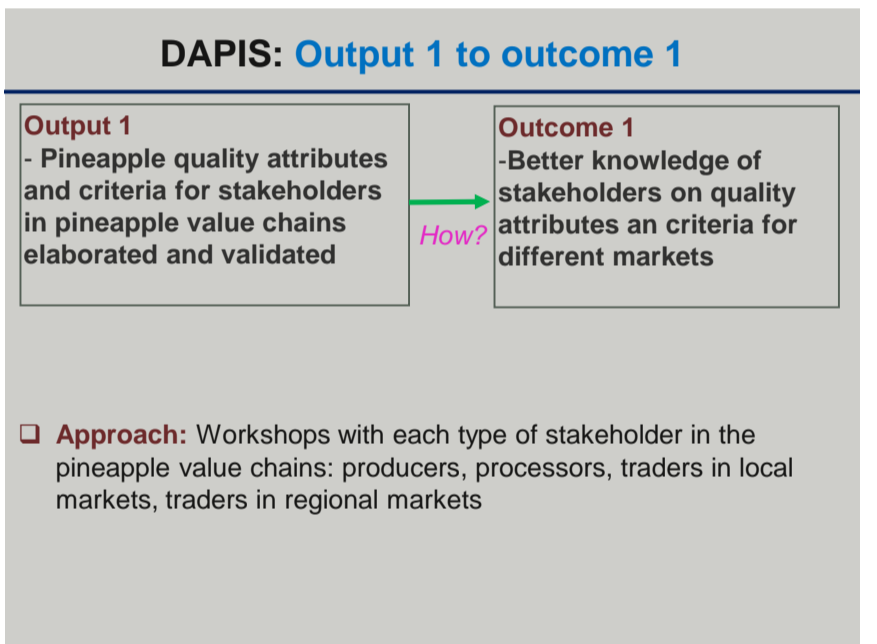 DAPIS: Output 1 to outcome 1
Output 1
- Pineapple quality attributes
and criteria for stakeholders
in pineapple value chains
elaborated and validated
How?
Outcome 1
-Better knowledge of
stakeholders on quality
attributes an criteria for
different markets
Approach: Workshops with each type of stakeholder in the
pineapple value chains: producers, processors, traders in local
markets, traders in regional markets